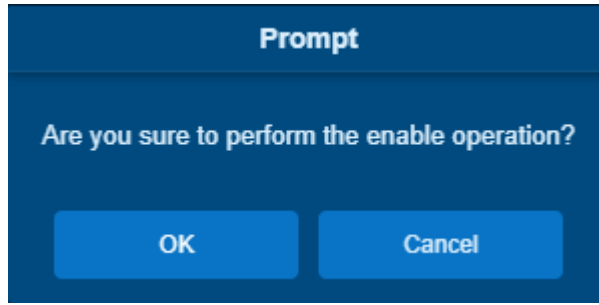 Prompt
Are you sure to perform the enable operation?
OK
Cancel